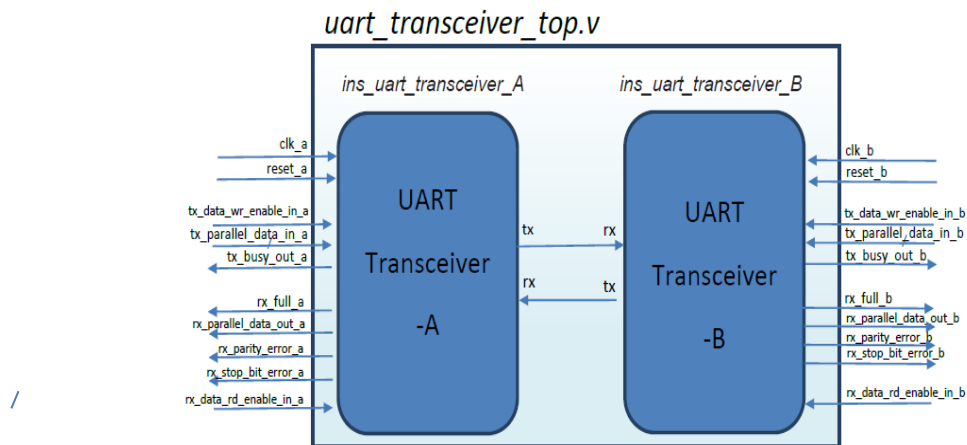 uart_transceiver_top.v
ins_uart_transceiver_A
ins_uart_transceiver_B
clk_a
reset_a
tx_data_wr_enable_in_a
tx_parallel_data_in_a
tx_busy_out_a
rx_full_a
rx_parallel_data_out_a
rx_parity_error_a
rx_stop_bit_error_a
rx_data_rd_enable_in_a
UART
Transceiver
-A
tx
rx
rx
tx
UART
Transceiver
-B
clk_b
reset_b
tx_data_wr_enable_in_b
tx_parallel_data_in_b
tx_busy_out_b
rx_full_b
rx_parallel_data_out_b
rx_parity_error_b
rx_stop_bit_error_b
rx_data_rd_enable_in_b
/